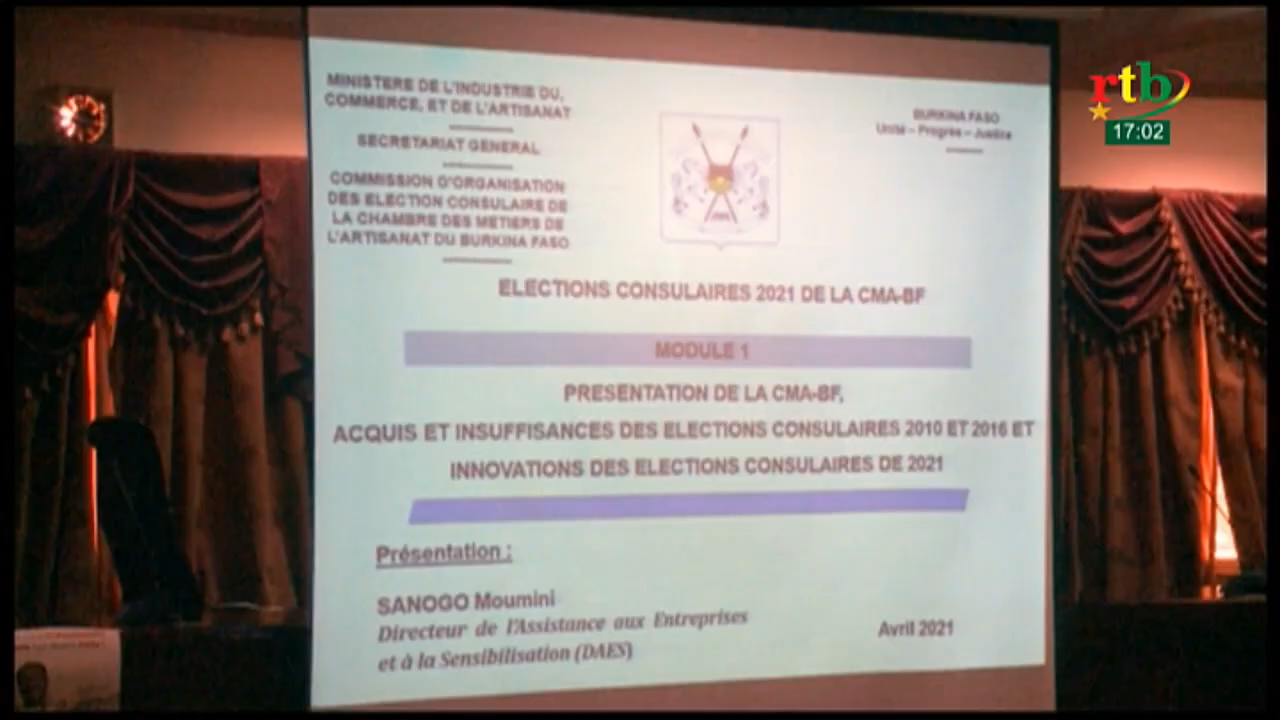 MINISTERE DE L'INDUSTRIE DU,
COMMERCE, ET DE L'ARTISANAT
SECRETARIAT GENERAL
COMMISSION D'ORGANISATION
DES ELECTION CONSULAIRE DE
LA CHAMBRE DES METIERS DE
L'ARTISANAT DU BURKINA FASO
BURKINA FASO
Unité – Progrès – Justice
rtb
17:02
ELECTIONS CONSULAIRES 2021 DE LA CMA-BF
MODULE 1
PRESENTATION DE LA CMA-BF,
ACQUIS ET INSUFFISANCES DES ELECTIONS CONSULAIRES 2010 ET 2016 ET
INNOVATIONS DES ELECTIONS CONSULAIRES DE 2021
Présentation :
SANOGO Moumini
Directeur de l'Assistance aux Entreprises
et à la Sensibilisation (DAES)
Avril 2021